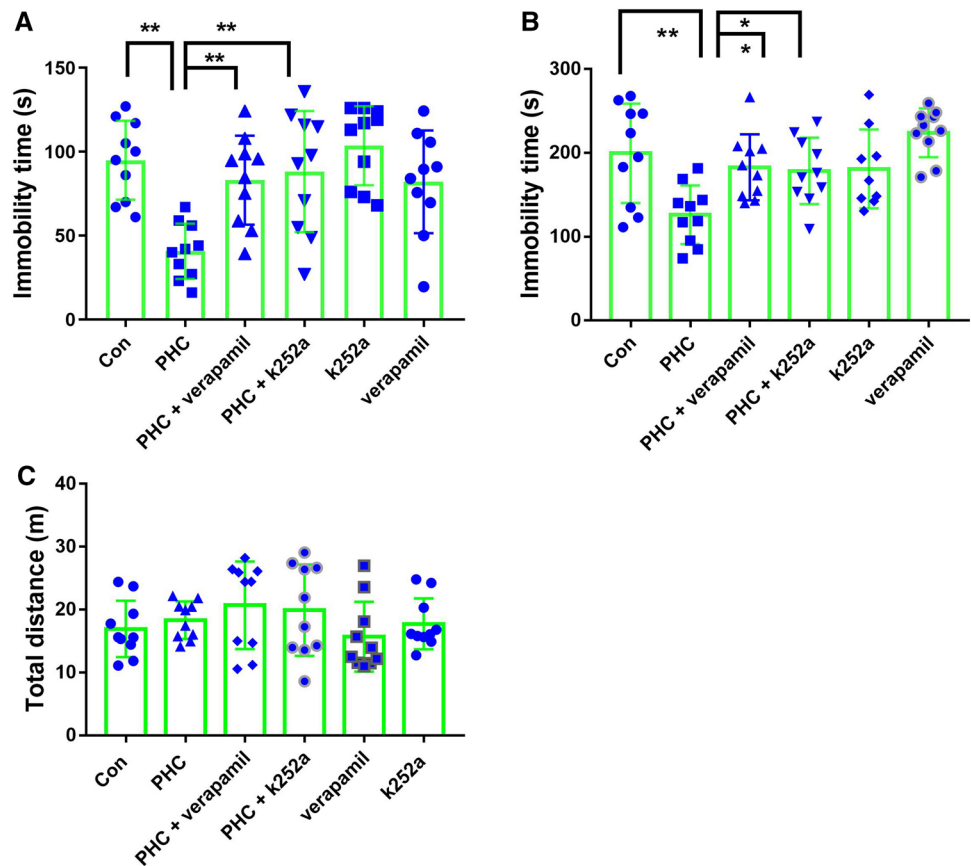 A
** **
**
Immobility time (s)
150
100
50
0
Con
PHC
PHC + verapamil
PHC + k252a
k252a
verapamil
B
*
**
*
Immobility time (s)
300
200
100
0
Con
PHC
PHC + verapamil
PHC + k252a
k252a
verapamil
C
Total distance (m)
40
30
20
10
0
Con
PHC
PHC + verapamil
PHC + k252a
verapamil
k252a